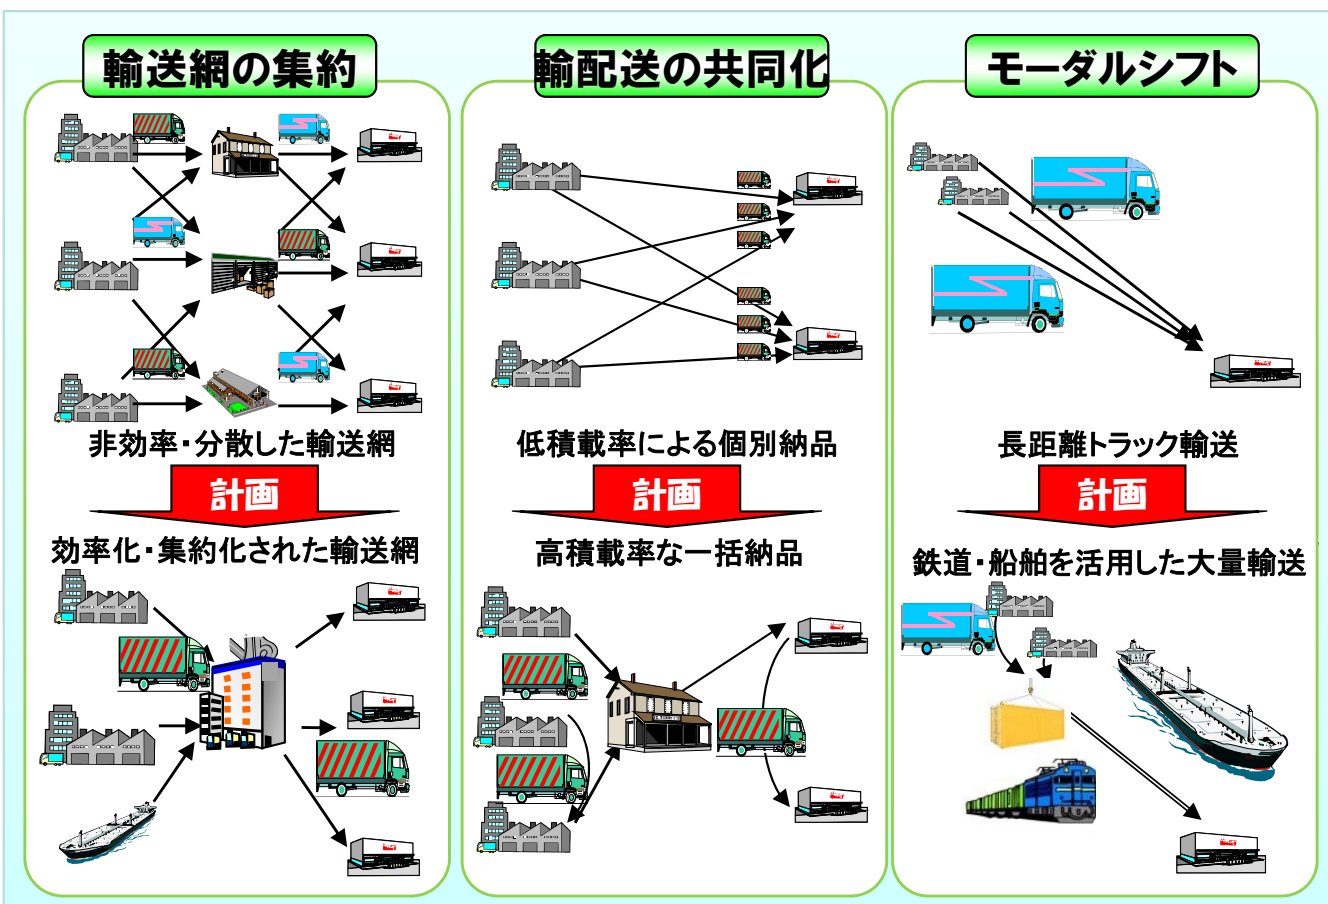 輸送網の集約
輸配送の共同化
モーダルシフト
非効率・分散した輸送網
低積載率による個別納品
長距離トラック輸送
計画
計画
計画
効率化・集約化された輸送網
高積載率な一括納品
鉄道・船舶を活用した大量輸送